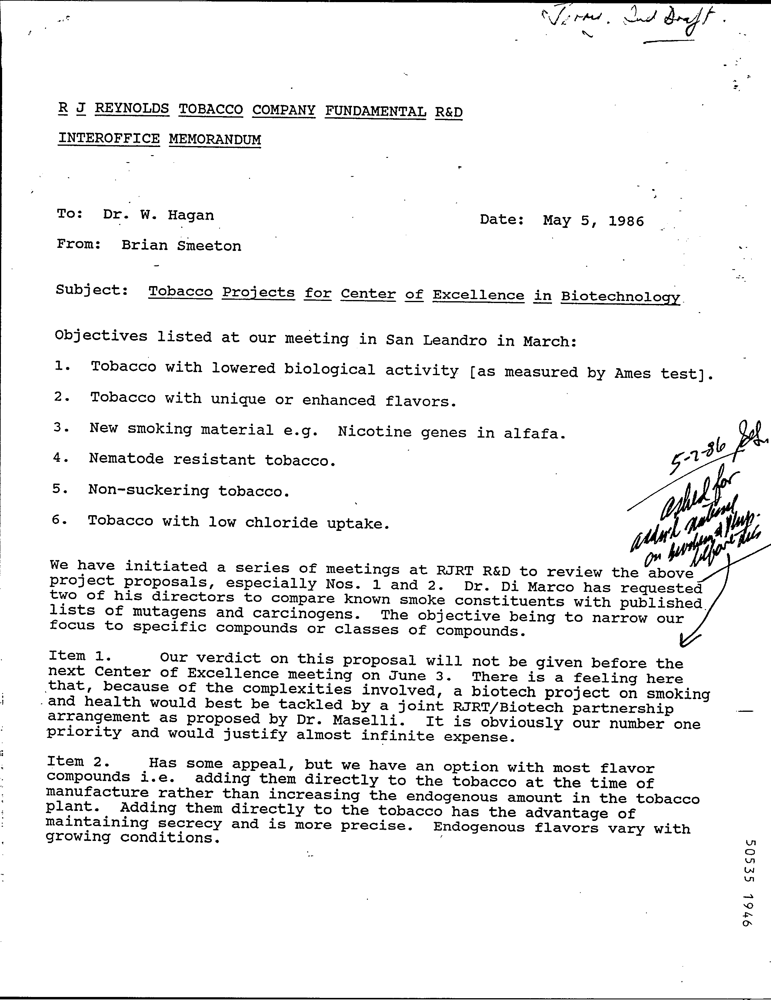 2nd Draft.
R J REYNOLDS TOBACCO COMPANY FUNDAMENTAL R&D
INTEROFFICE MEMORANDUM
To: Dr. W. Hagan
Date: May 5, 1986
From: Brian Smeeton
Subject: Tobacco Projects for Center of Excellence in Biotechnology.
Objectives listed at our meeting in San Leandro in March:
1. Tobacco with lowered biological activity [as measured by Ames test].
2. Tobacco with unique or enhanced flavors.
3. New smoking material e.g. Nicotine genes in alfafa.
4. Nematode resistant tobacco.
5. Non-suckering tobacco.
6. Tobacco with low chloride uptake.
5-7-86
asked for
on
We have initiated a series of meetings at RJRT R&D to review the above
project proposals, especially Nos. 1 and 2. Dr. Di Marco has requested
two of his directors to compare known smoke constituents with published
lists of mutagens and carcinogens. The objective being to narrow our
focus to specific compounds or classes of compounds.
Item 1. Our verdict on this proposal will not be given before the
next Center of Excellence meeting on June 3. There is a feeling here
that, because of the complexities involved, a biotech project on smoking
and health would best be tackled by a joint RJRT/Biotech partnership
arrangement as proposed by Dr. Maselli. It is obviously our number one
priority and would justify almost infinite expense.
Item 2. Has some appeal, but we have an option with most flavor
compounds i.e. adding them directly to the tobacco at the time of
manufacture rather than increasing the endogenous amount in the tobacco
plant. Adding them directly to the tobacco has the advantage of
maintaining secrecy and is more precise. Endogenous flavors vary with
growing conditions.
50535 1946